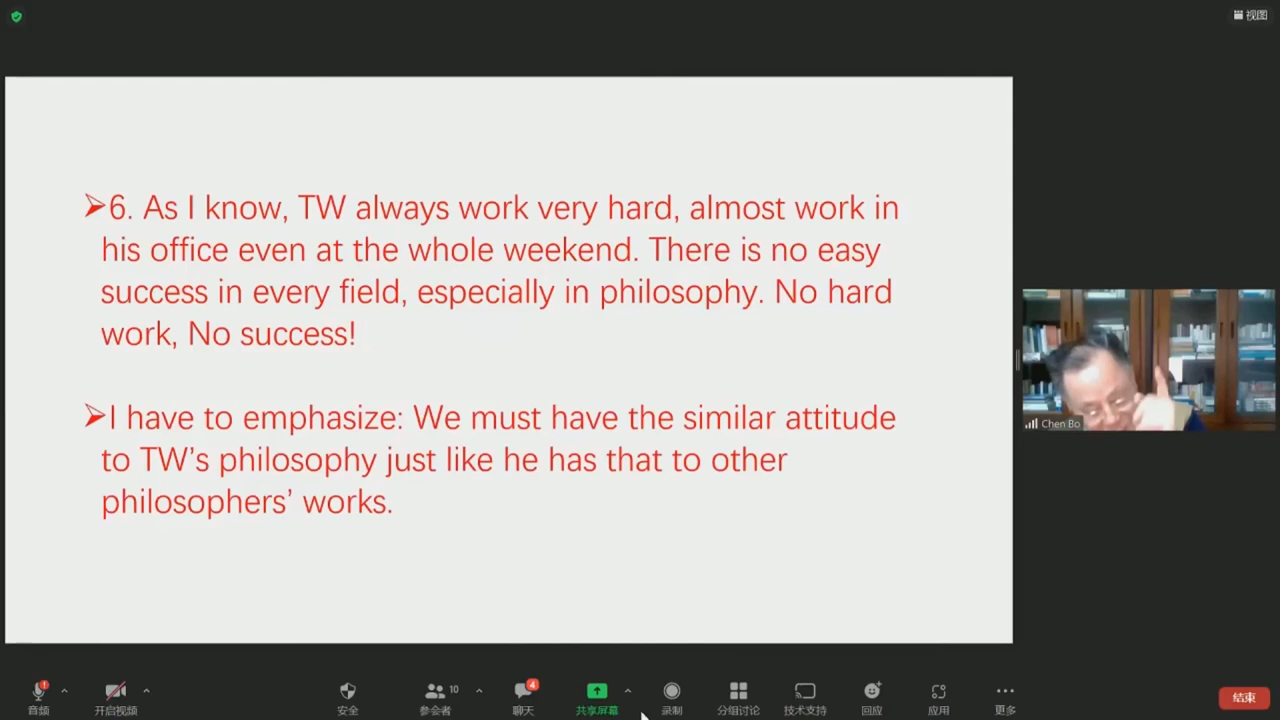 视图
➢6. As I know, TW always work very hard, almost work in
his office even at the whole weekend. There is no easy
success in every field, especially in philosophy. No hard
work, No success!
➢I have to emphasize: We must have the similar attitude
to TW’s philosophy just like he has that to other
philosophers’ works.
Chen Bo
10
4
音频
开启视频
安全
参会者
聊天
共享屏幕
录制
分组讨论
技术支持
回应
应用
更多
结束